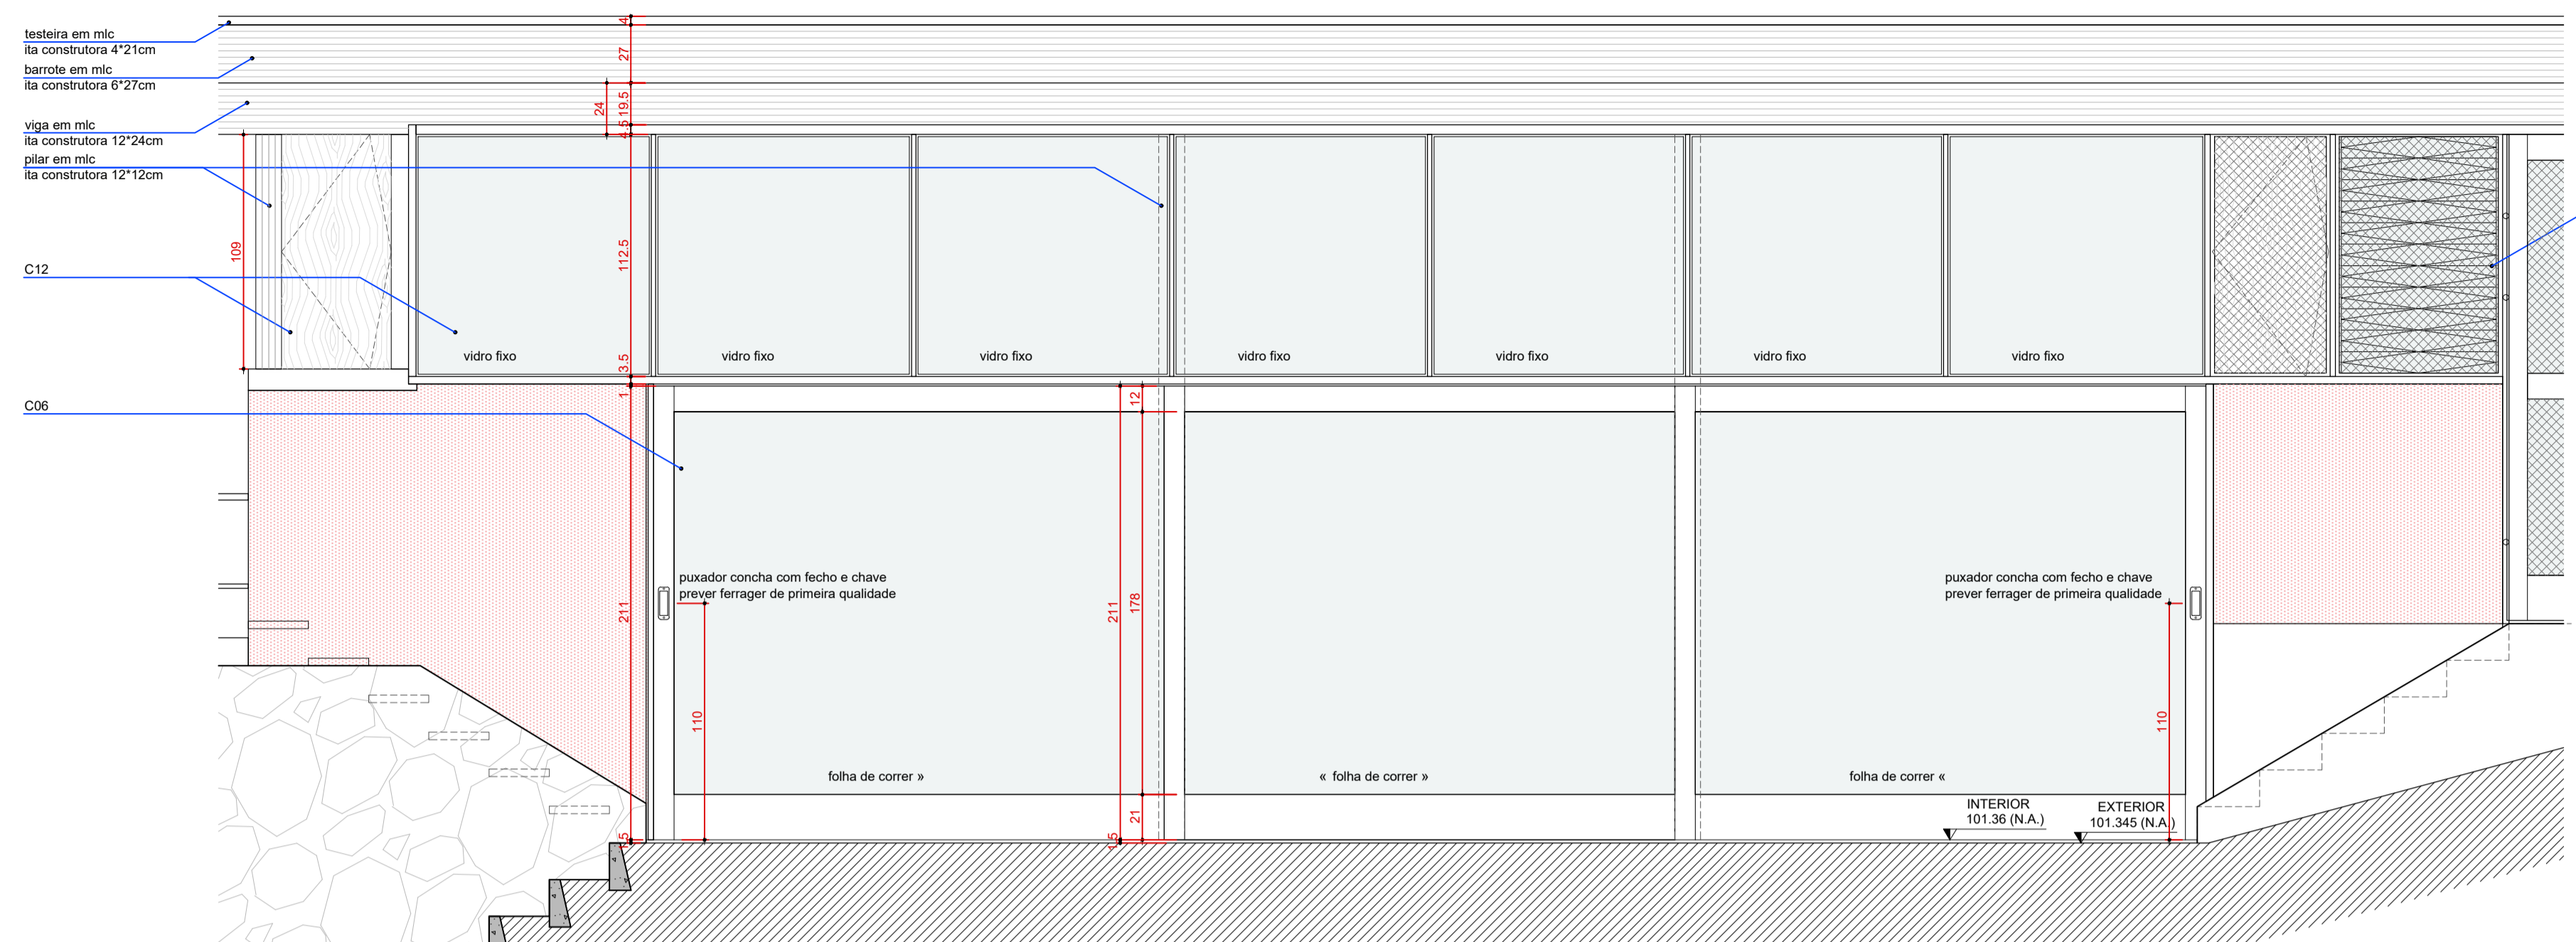 testeira em mlc
ita construtora 4*21cm
barrote em mlc
ita construtora 6*27cm
viga em mlc
ita construtora 12*24cm
pilar em mlc
ita construtora 12*12cm
C12
C06
4
27
19.5
24
4.5
109
112.5
3.5
1
211
1.5
vidro fixo
vidro fixo
vidro fixo
vidro fixo
vidro fixo
vidro fixo
vidro fixo
12
211
178
21
1.5
puxador concha com fecho e chave
prever ferrager de primeira qualidade
110
puxador concha com fecho e chave
prever ferrager de primeira qualidade
110
folha de correr »
« folha de correr »
folha de correr «
INTERIOR
101.36 (N.A.)
EXTERIOR
101.345 (N.A.)